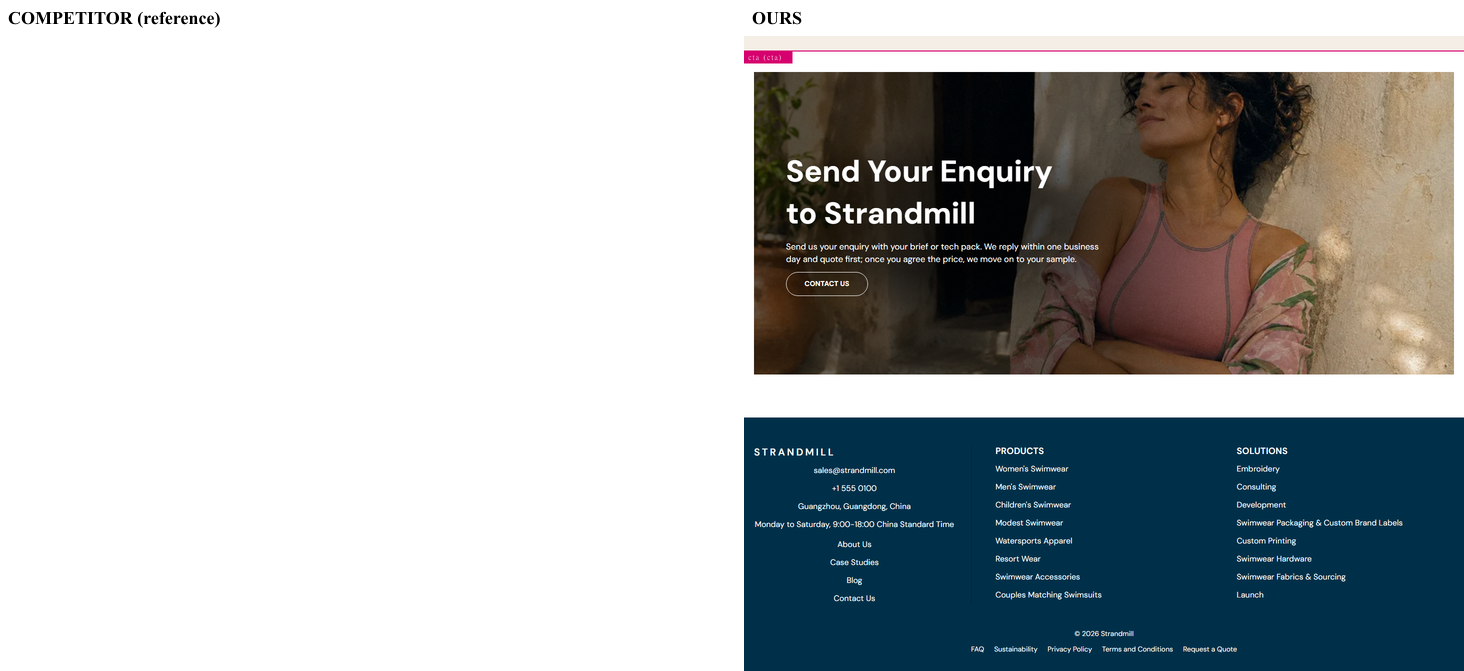 COMPETITOR (reference)
OURS
cta (cta)
Send Your Enquiry
to Strandmill
Send us your enquiry with your brief or tech pack. We reply within one business
day and quote first; once you agree the price, we move on to your sample.
CONTACT US
STRANDMILL
sales@strandmill.com
+1 555 0100
Guangzhou, Guangdong, China
Monday to Saturday, 9:00-18:00 China Standard Time
About Us
Case Studies
Blog
Contact Us
PRODUCTS
Women's Swimwear
Men's Swimwear
Children's Swimwear
Modest Swimwear
Watersports Apparel
Resort Wear
Swimwear Accessories
Couples Matching Swimsuits
SOLUTIONS
Embroidery
Consulting
Development
Swimwear Packaging & Custom Brand Labels
Custom Printing
Swimwear Hardware
Swimwear Fabrics & Sourcing
Launch
© 2026 Strandmill
FAQ Sustainability Privacy Policy Terms and Conditions Request a Quote